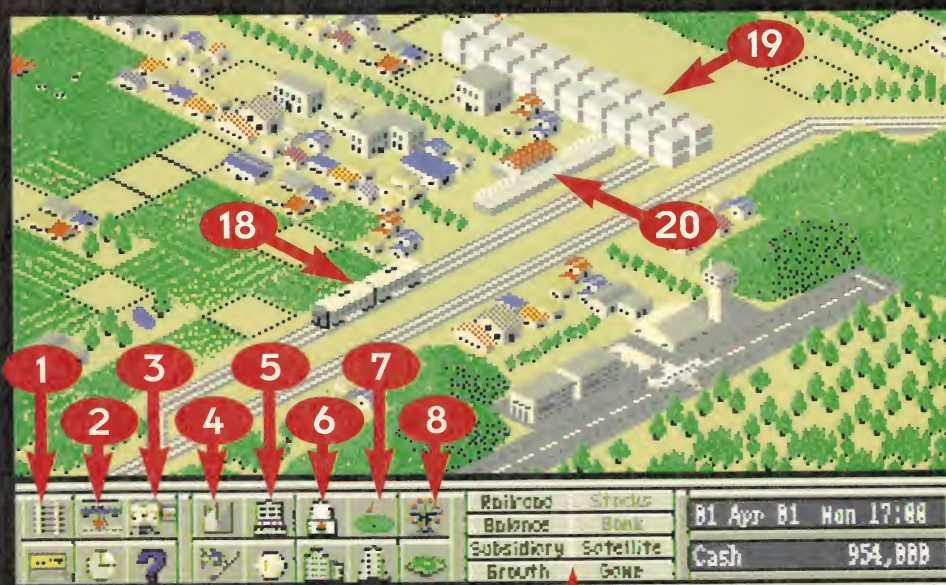 19
20
18
1
3
5
7
2
4
6
8
Railroad Stocks
Balance Bank
Subsidiary Satellite
Growth Game
01 Apr 01 Mon 17:00
Cash 954,000